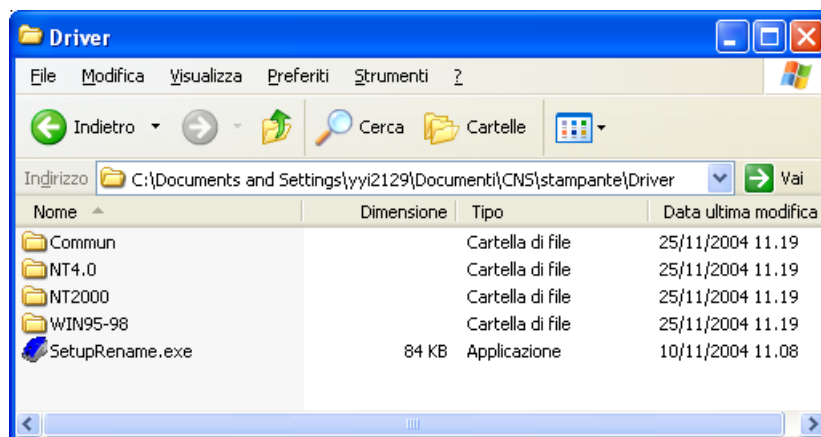 Driver
File Modifica Visualizza Preferiti Strumenti ?
Indietro Cerca Cartelle
Indirizzo C:\Documents and Settings\yyi2129\Documenti\CNS\stampante\Driver Vai
Nome Dimensione Tipo Data ultima modifica
Commun Cartella di file 25/11/2004 11.19
NT4.0 Cartella di file 25/11/2004 11.19
NT2000 Cartella di file 25/11/2004 11.19
WIN95-98 Cartella di file 25/11/2004 11.19
SetupRename.exe 84 KB Applicazione 10/11/2004 11.08